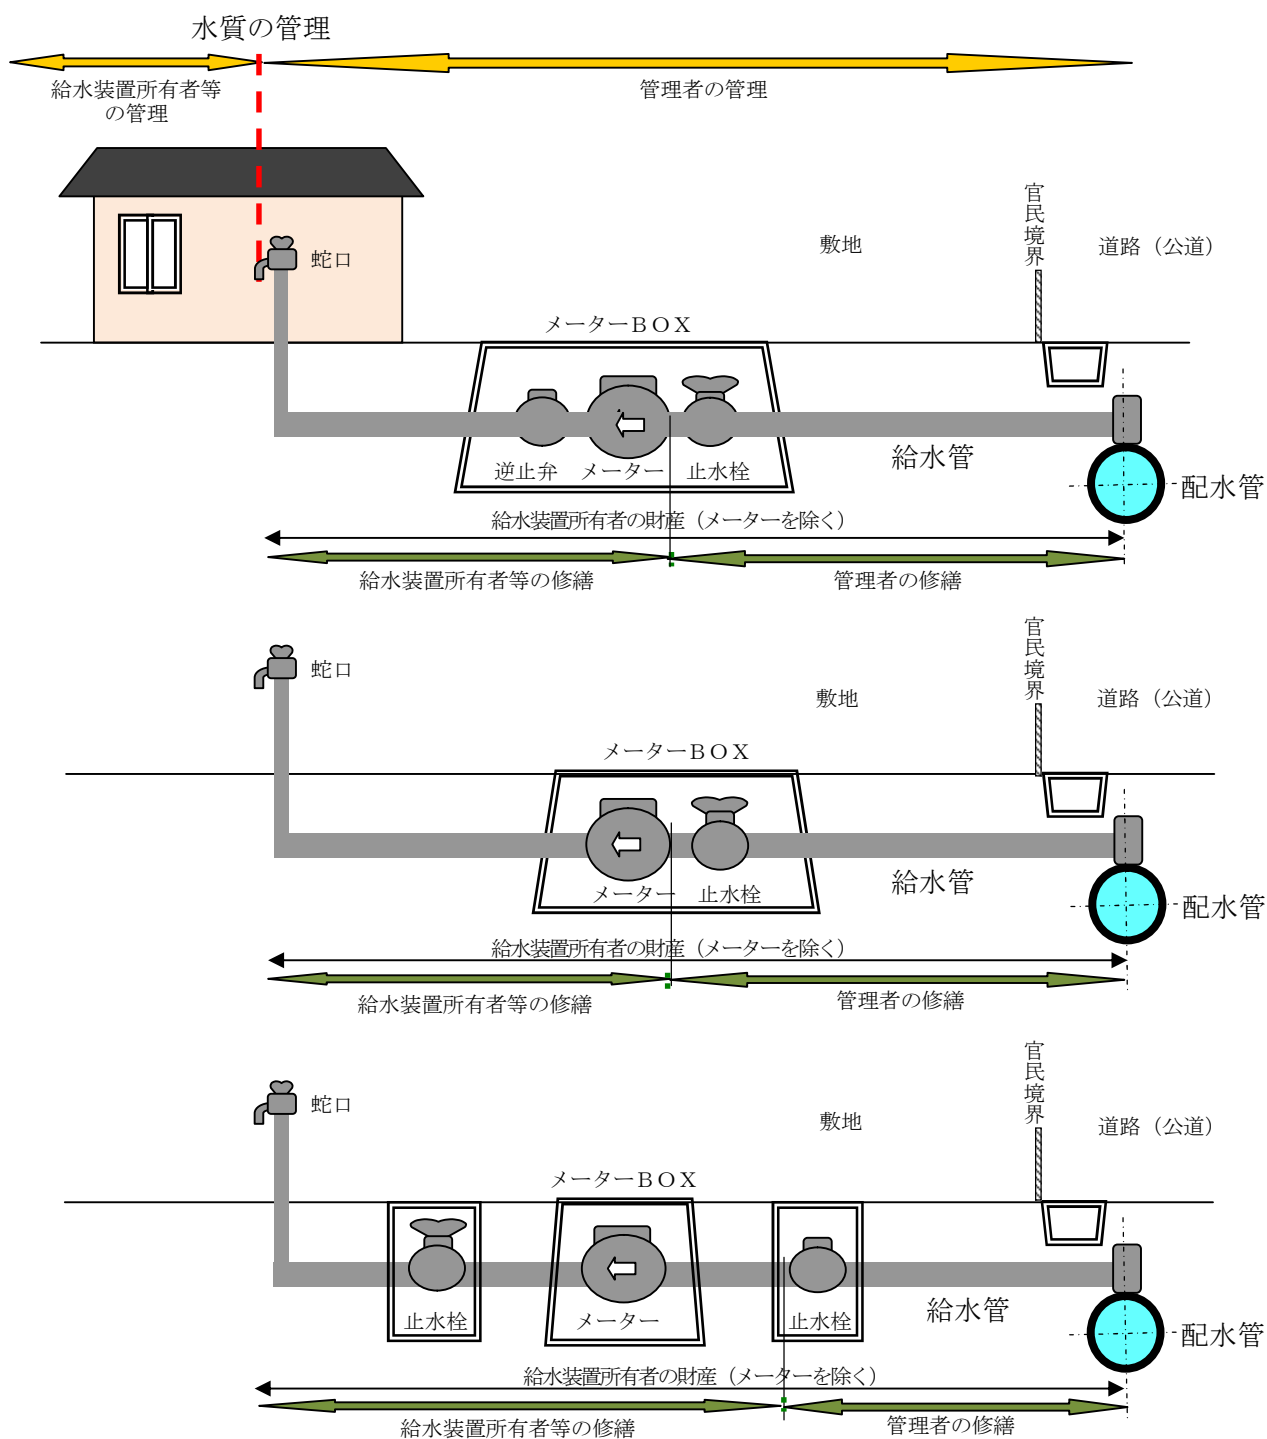 水質の管理
給水装置所有者等
の管理
管理者の管理
官民境界
敷地
道路（公道）
蛇口
メーターＢＯＸ
給水管
逆止弁
メーター
止水栓
配水管
給水装置所有者の財産（メーターを除く）
給水装置所有者等の修繕
管理者の修繕
官民境界
蛇口
敷地
道路（公道）
メーターＢＯＸ
給水管
メーター
止水栓
配水管
給水装置所有者の財産（メーターを除く）
給水装置所有者等の修繕
管理者の修繕
官民境界
蛇口
敷地
道路（公道）
メーターＢＯＸ
給水管
止水栓
メーター
止水栓
配水管
給水装置所有者の財産（メーターを除く）
給水装置所有者等の修繕
管理者の修繕